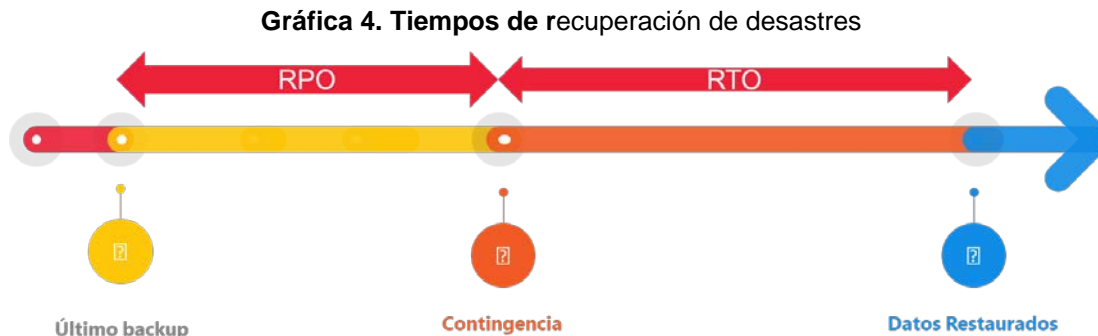 Gráfica 4. Tiempos de recuperación de desastres
RPO
RTO
Último backup
Contingencia
Datos Restaurados